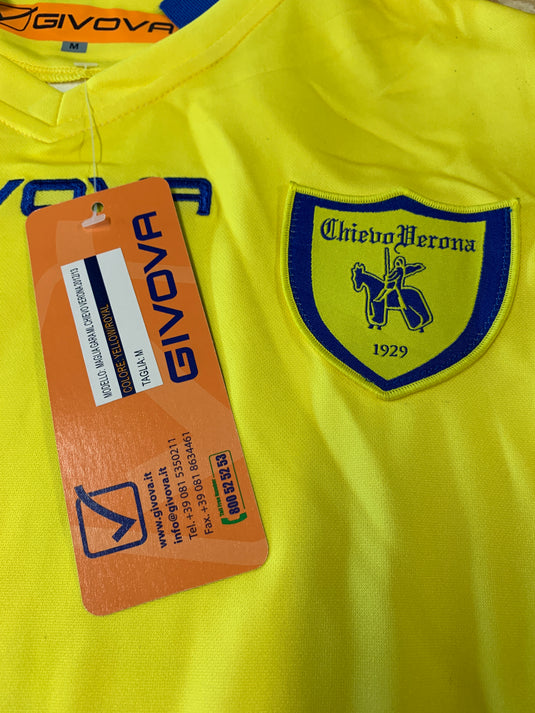 GIVOVA
M
VOVA
GIVOVA
MODELLO: MAGLIA GARA ML CHIEVO VERONA 2012/13
COLORE: YELLOW/ROYAL
TAGLIA: M
www.givova.it
info@givova.it
Tel. +39 081 5350211
Fax. +39 081 8634461
800 52 52 53
ChievoVerona
1929